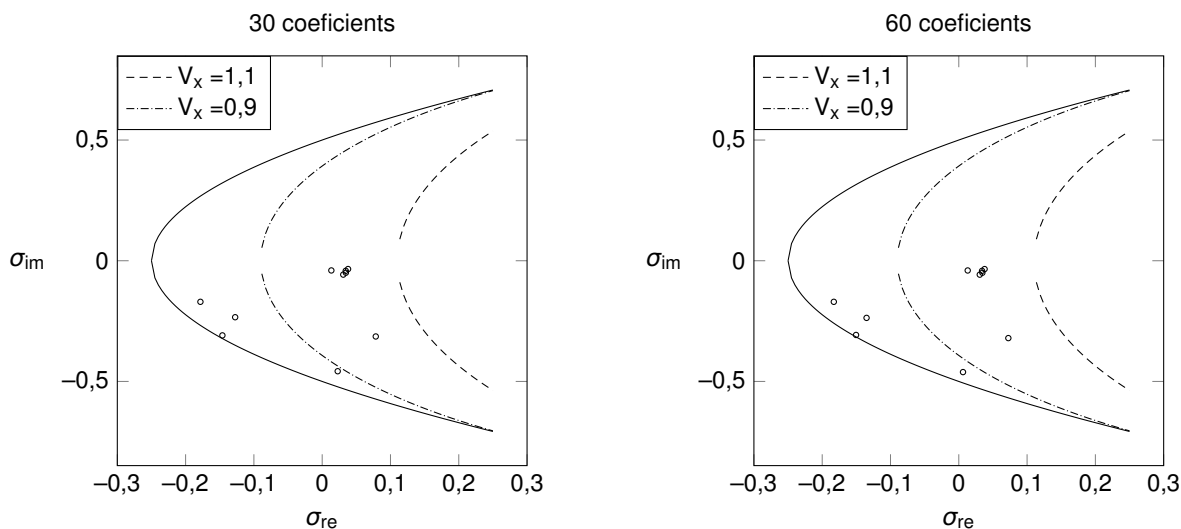 30 coeficients
V_x =1,1
V_x =0,9
0,5
0
–0,5
σ_im
–0,3 –0,2 –0,1 0 0,1 0,2 0,3
σ_re
60 coeficients
V_x =1,1
V_x =0,9
0,5
0
–0,5
σ_im
–0,3 –0,2 –0,1 0 0,1 0,2 0,3
σ_re